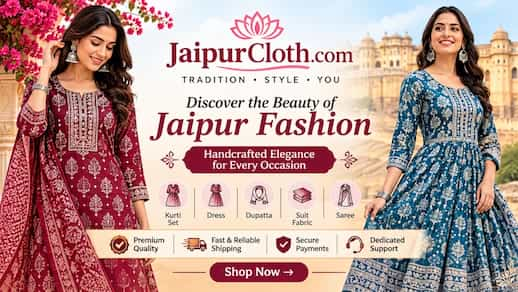 JaipurCloth.com
TRADITION • STYLE • YOU
Discover the Beauty of
Jaipur Fashion
Handcrafted Elegance
for Every Occasion
Kurti
Set
Dress
Dupatta
Suit
Fabric
Saree
Premium
Quality
Fast & Reliable
Shipping
Secure
Payments
Dedicated
Support
Shop Now →